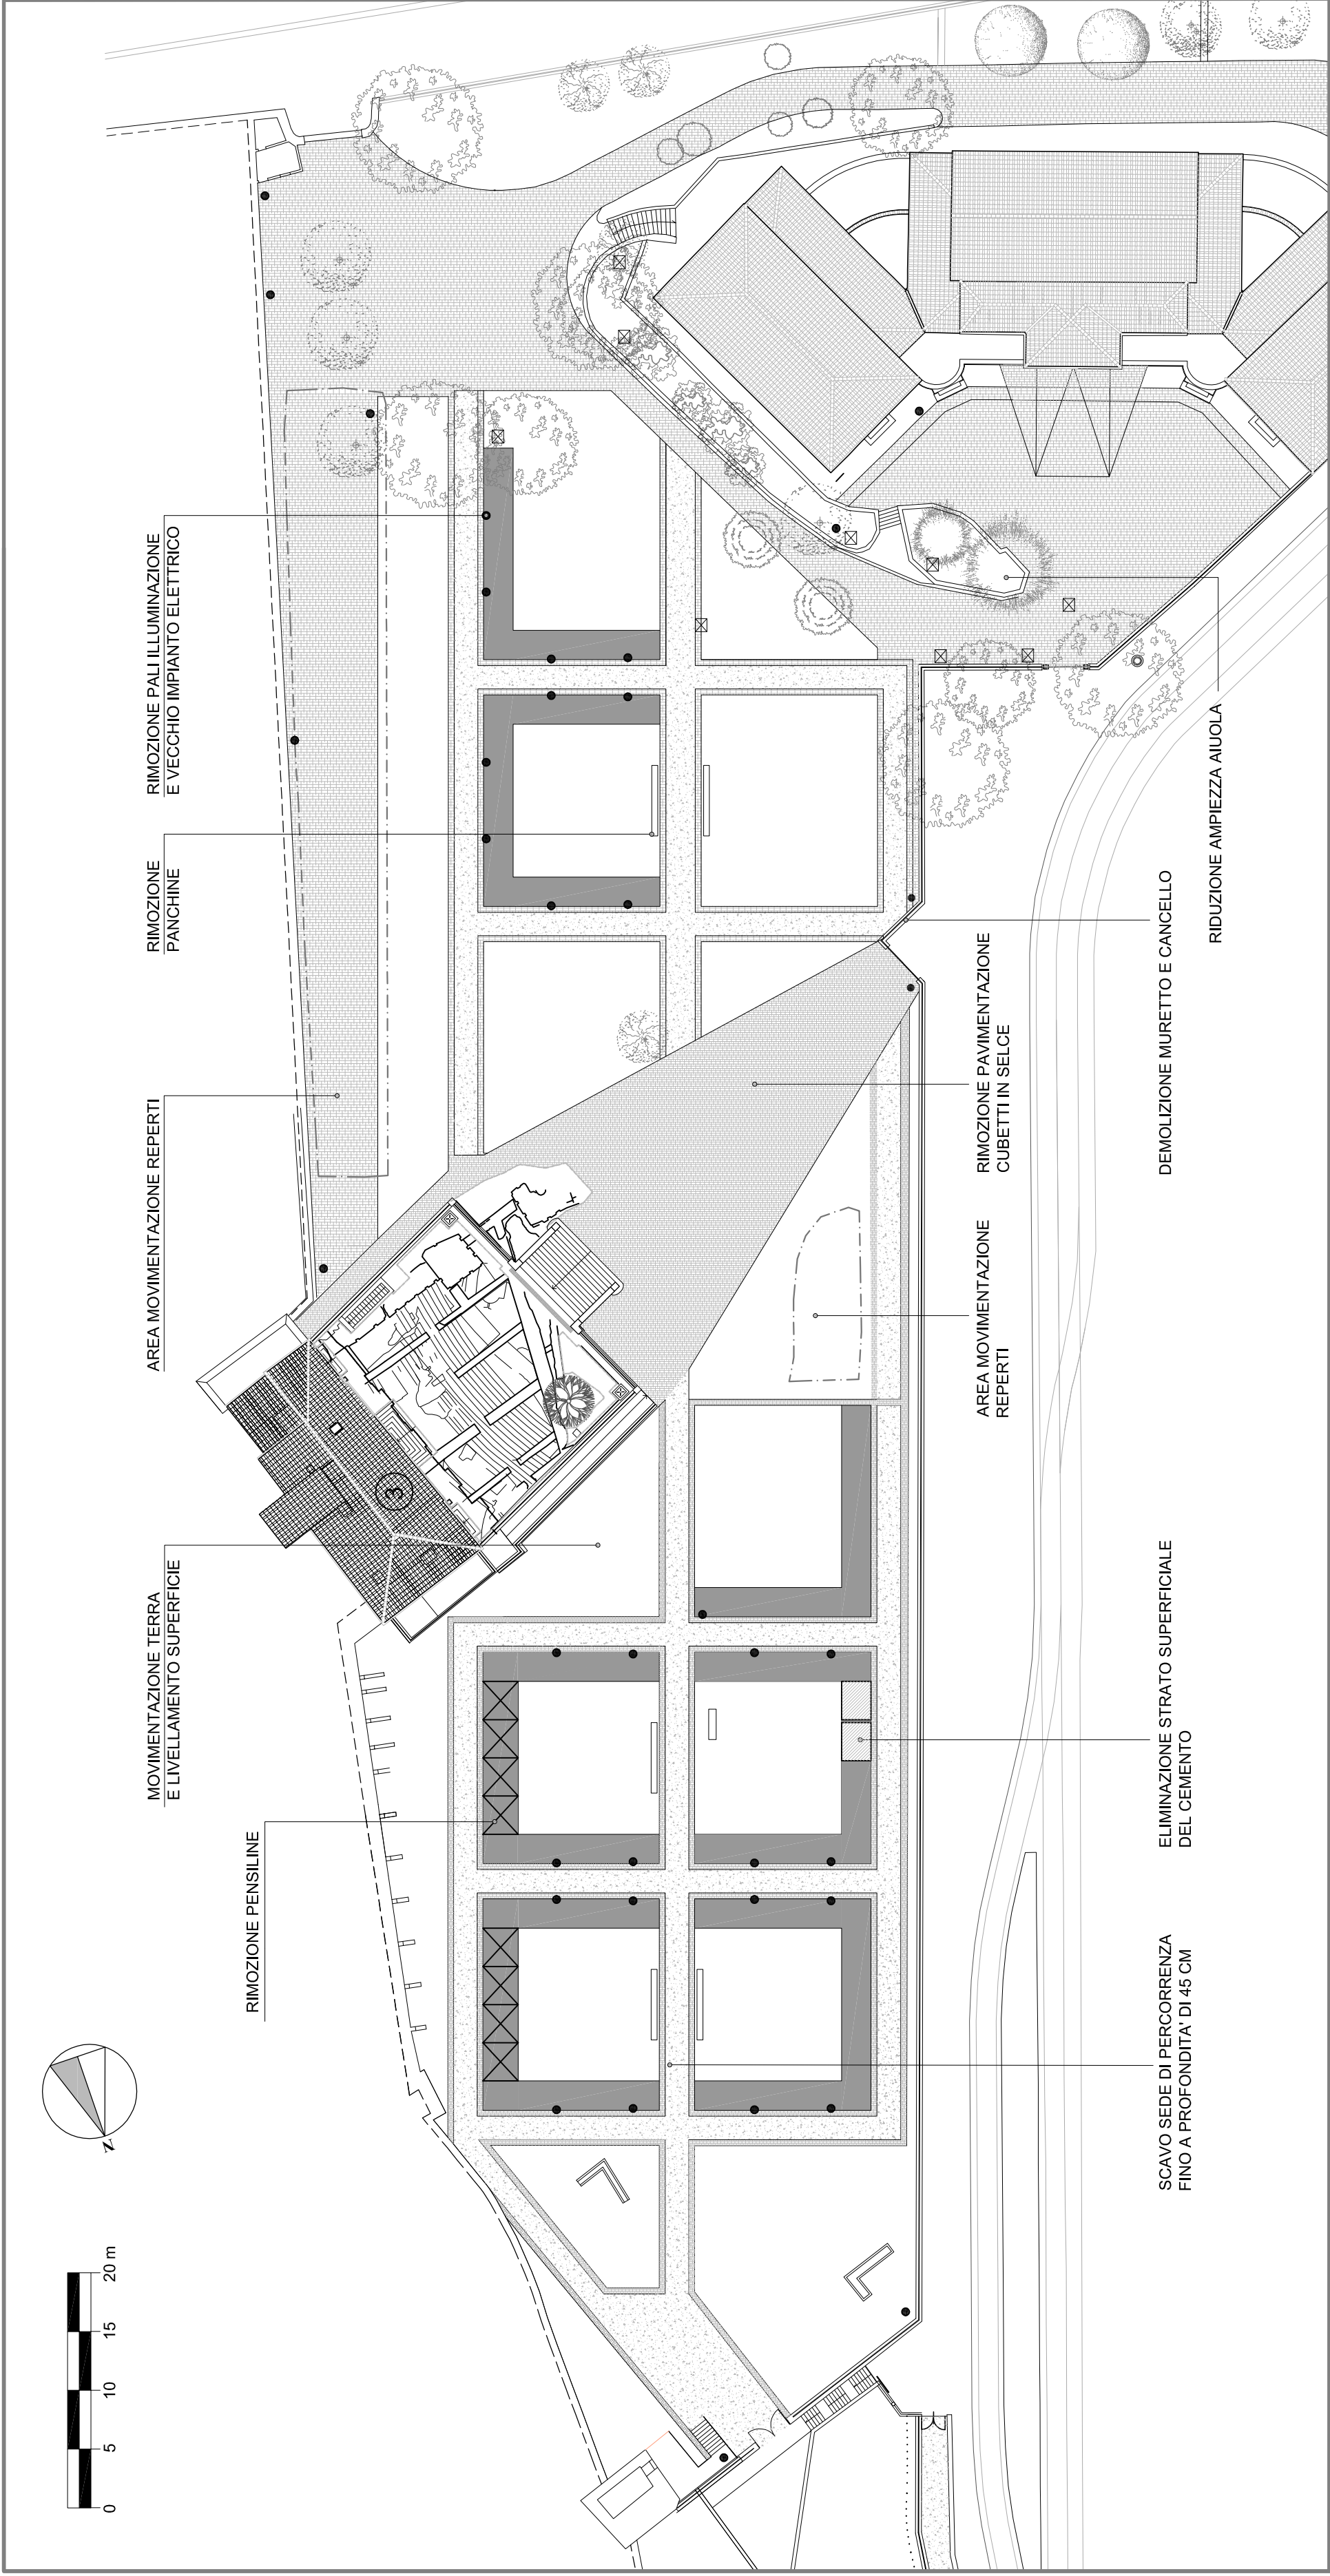 0
5
10
15
20 m
N
RIMOZIONE PENSILINE
MOVIMENTAZIONE TERRA
E LIVELLAMENTO SUPERFICIE
AREA MOVIMENTAZIONE REPERTI
RIMOZIONE
PANCHINE
RIMOZIONE PALI ILLUMINAZIONE
E VECCHIO IMPIANTO ELETTRICO
3
SCAVO SEDE DI PERCORRENZA
FINO A PROFONDITA' DI 45 CM
ELIMINAZIONE STRATO SUPERFICIALE
DEL CEMENTO
AREA MOVIMENTAZIONE
REPERTI
RIMOZIONE PAVIMENTAZIONE
CUBETTI IN SELCE
DEMOLIZIONE MURETTO E CANCELLO
RIDUZIONE AMPIEZZA AIUOLA